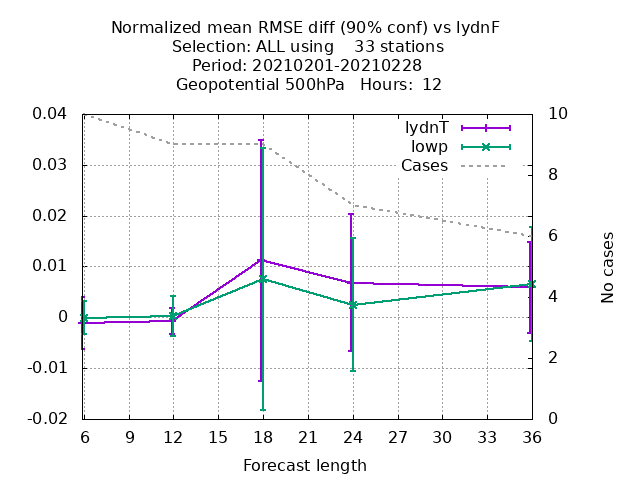 Normalized mean RMSE diff (90% conf) vs lydnF
Selection: ALL using    33 stations
Period: 20210201-20210228
Geopotential 500hPa   Hours:  12
0.04
0.03
0.02
0.01
0
-0.01
-0.02
lydnT
lowp
Cases
10
8
6
4
2
0
No cases
6 9 12 15 18 21 24 27 30 33 36
Forecast length